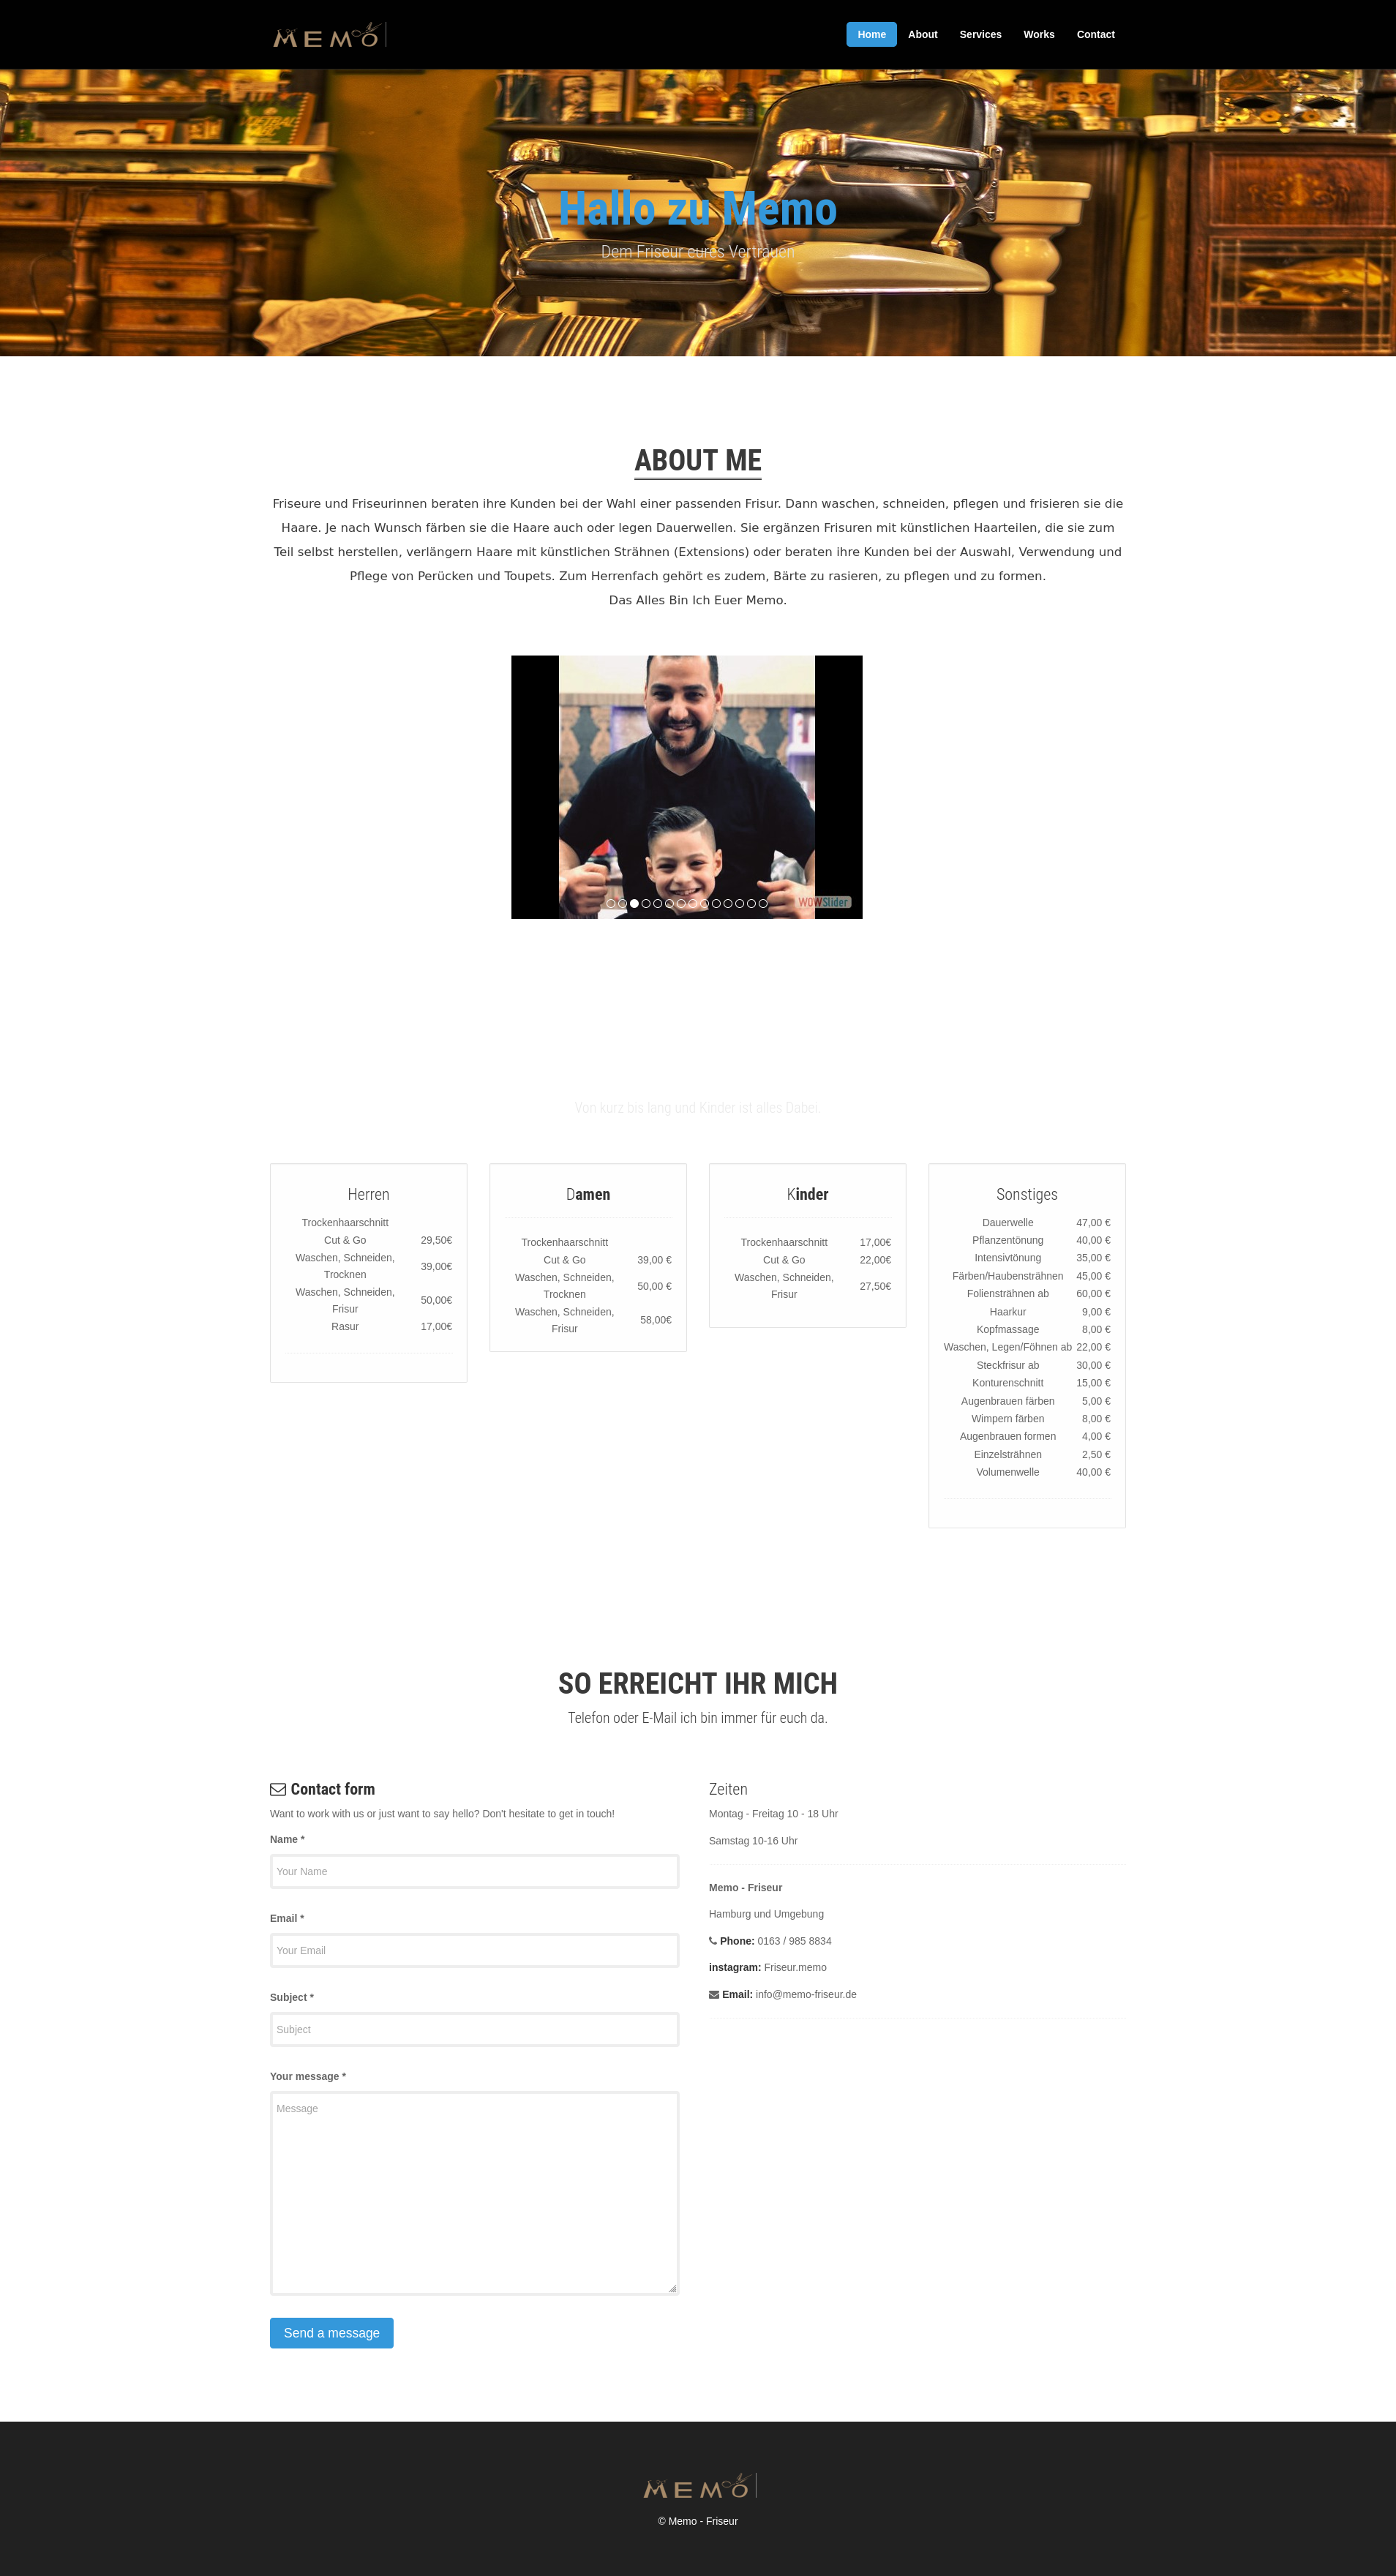 MEMO
Home About Services Works Contact
Hallo zu Memo
Dem Friseur eures Vertrauen
ABOUT ME
Friseure und Friseurinnen beraten ihre Kunden bei der Wahl einer passenden Frisur. Dann waschen, schneiden, pflegen und frisieren sie die
Haare. Je nach Wunsch färben sie die Haare auch oder legen Dauerwellen. Sie ergänzen Frisuren mit künstlichen Haarteilen, die sie zum
Teil selbst herstellen, verlängern Haare mit künstlichen Strähnen (Extensions) oder beraten ihre Kunden bei der Auswahl, Verwendung und
Pflege von Perücken und Toupets. Zum Herrenfach gehört es zudem, Bärte zu rasieren, zu pflegen und zu formen.
Das Alles Bin Ich Euer Memo.
WOWSlider
Von kurz bis lang und Kinder ist alles Dabei.
Herren
Trockenhaarschnitt
Cut & Go 29,50€
Waschen, Schneiden,
Trocknen 39,00€
Waschen, Schneiden,
Frisur 50,00€
Rasur 17,00€
Damen
Trockenhaarschnitt
Cut & Go 39,00 €
Waschen, Schneiden,
Trocknen 50,00 €
Waschen, Schneiden,
Frisur 58,00€
Kinder
Trockenhaarschnitt 17,00€
Cut & Go 22,00€
Waschen, Schneiden,
Frisur 27,50€
Sonstiges
Dauerwelle 47,00 €
Pflanzentönung 40,00 €
Intensivtönung 35,00 €
Färben/Haubensträhnen 45,00 €
Foliensträhnen ab 60,00 €
Haarkur 9,00 €
Kopfmassage 8,00 €
Waschen, Legen/Föhnen ab 22,00 €
Steckfrisur ab 30,00 €
Konturenschnitt 15,00 €
Augenbrauen färben 5,00 €
Wimpern färben 8,00 €
Augenbrauen formen 4,00 €
Einzelsträhnen 2,50 €
Volumenwelle 40,00 €
SO ERREICHT IHR MICH
Telefon oder E-Mail ich bin immer für euch da.
Contact form
Want to work with us or just want to say hello? Don't hesitate to get in touch!
Name *
Your Name
Email *
Your Email
Subject *
Subject
Your message *
Message
Send a message
Zeiten
Montag - Freitag 10 - 18 Uhr
Samstag 10-16 Uhr
Memo - Friseur
Hamburg und Umgebung
Phone: 0163 / 985 8834
instagram: Friseur.memo
Email: info@memo-friseur.de
MEMO
© Memo - Friseur